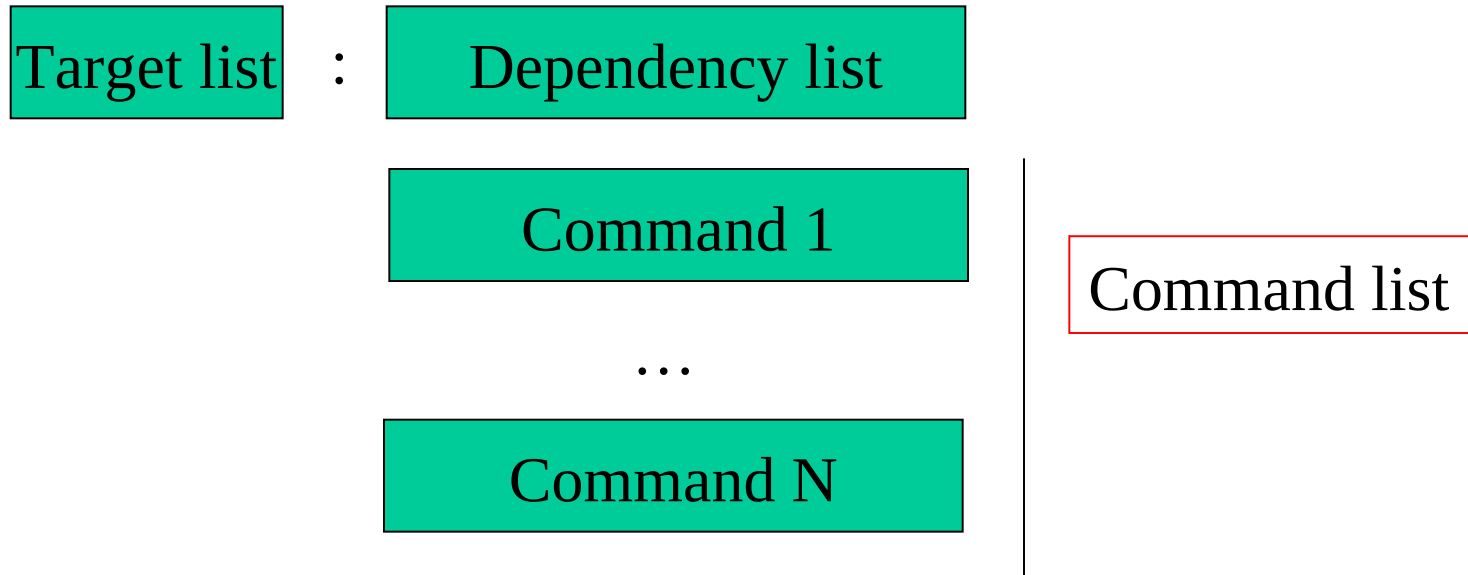 Target list : Dependency list
Command 1
Command list
…
Command N